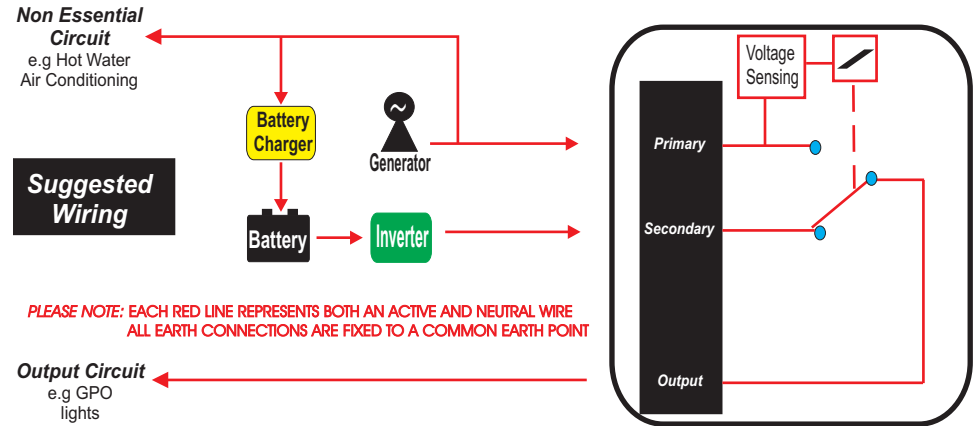 Non Essential
Circuit
e.g Hot Water
Air Conditioning
Battery
Charger
~
Generator
Voltage
Sensing
Primary
Suggested
Wiring
Battery
Inverter
Secondary
PLEASE NOTE: EACH RED LINE REPRESENTS BOTH AN ACTIVE AND NEUTRAL WIRE
ALL EARTH CONNECTIONS ARE FIXED TO A COMMON EARTH POINT
Output Circuit
e.g GPO
lights
Output